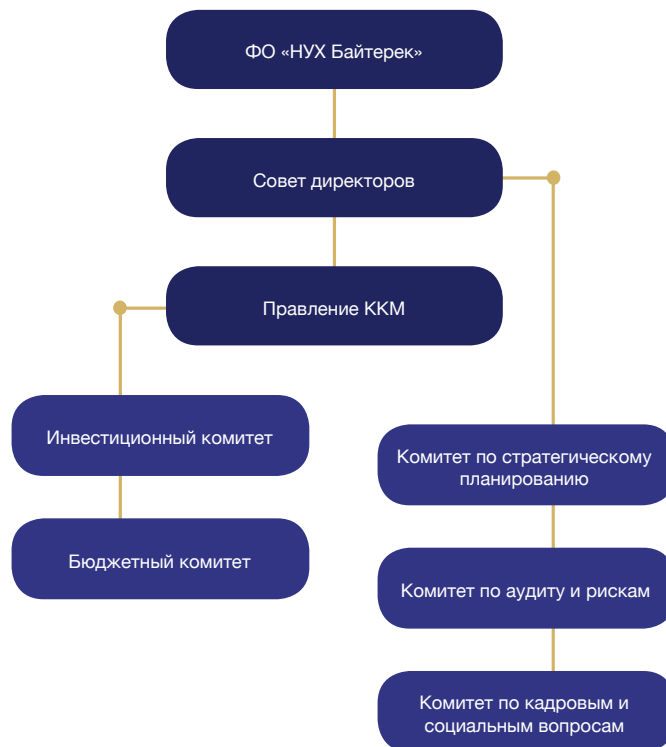 ФО «НУХ Байтерек»
Совет директоров
Правление ККМ
Инвестиционный комитет
Бюджетный комитет
Комитет по стратегическому
планированию
Комитет по аудиту и рискам
Комитет по кадровым и
социальным вопросам